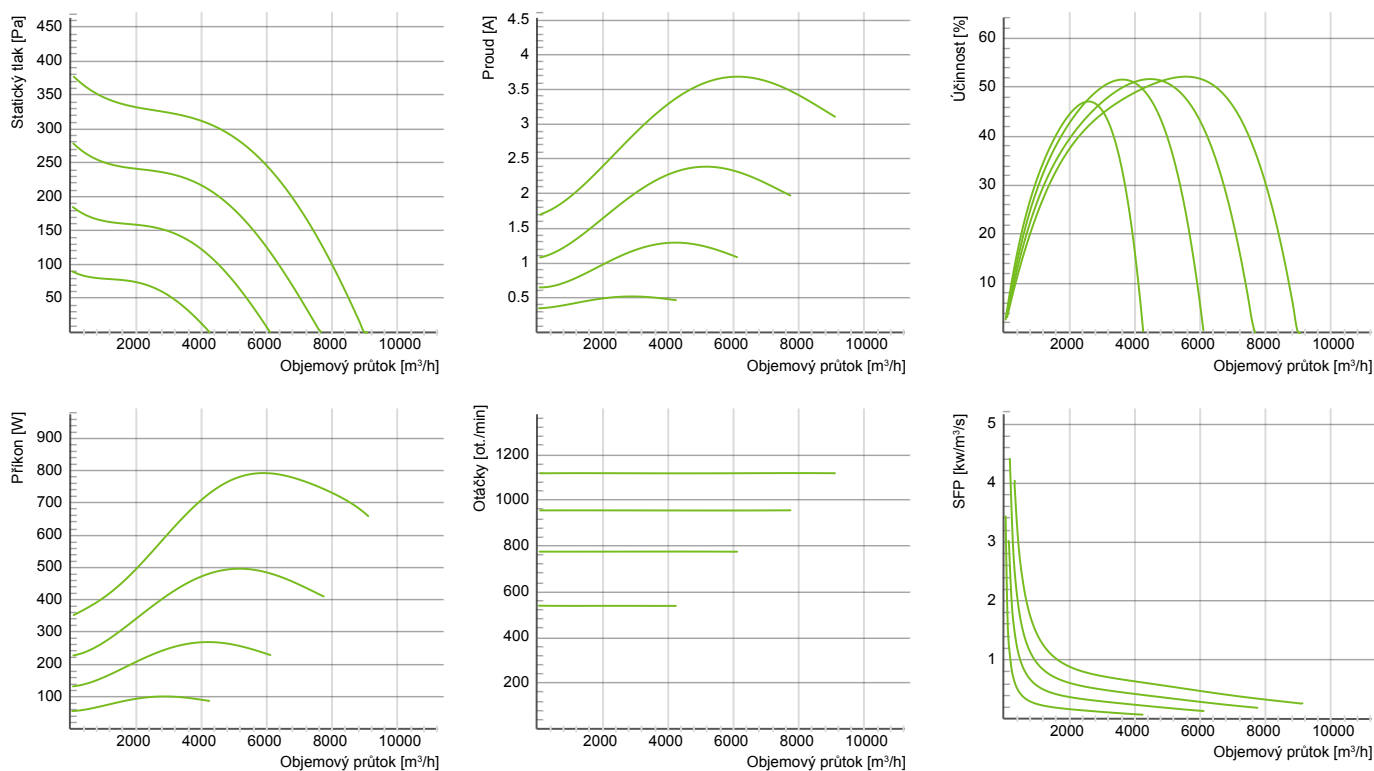 Statický tlak [Pa]
450
400
350
300
250
200
150
100
50
2000 4000 6000 8000 10000
Objemový průtok [m³/h]
Proud [A]
4.5
4
3.5
3
2.5
2
1.5
1
0.5
2000 4000 6000 8000 10000
Objemový průtok [m³/h]
Účinnost [%]
60
50
40
30
20
10
2000 4000 6000 8000 10000
Objemový průtok [m³/h]
Příkon [W]
900
800
700
600
500
400
300
200
100
2000 4000 6000 8000 10000
Objemový průtok [m³/h]
Otáčky [ot./min]
1200
1000
800
600
400
200
2000 4000 6000 8000 10000
Objemový průtok [m³/h]
SFP [kw/m³/s]
5
4
3
2
1
2000 4000 6000 8000 10000
Objemový průtok [m³/h]